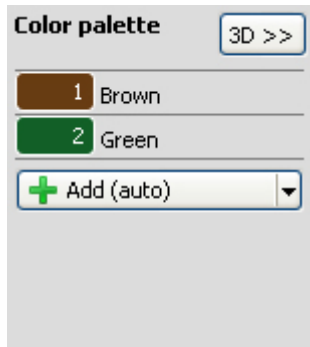 Color palette
3D >>
1 Brown
2 Green
Add (auto)